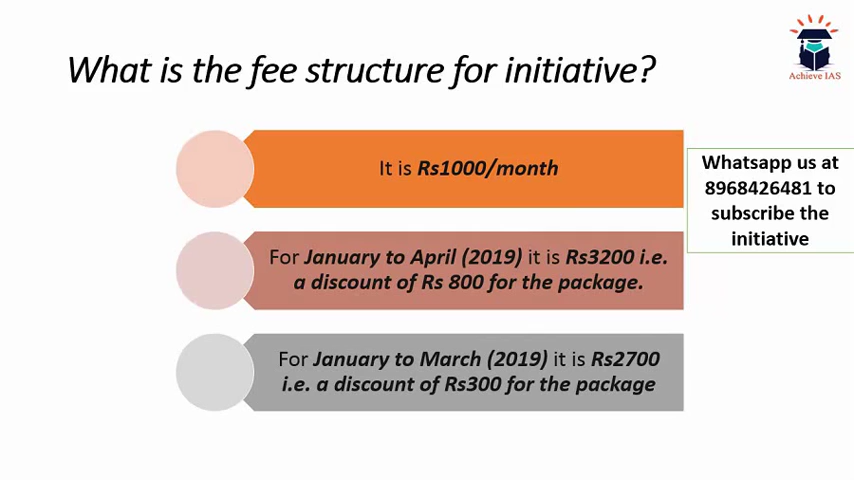 What is the fee structure for initiative?
Achieve IAS
It is Rs1000/month
Whatsapp us at
8968426481 to
subscribe the
initiative
For January to April (2019) it is Rs3200 i.e.
a discount of Rs 800 for the package.
For January to March (2019) it is Rs2700
i.e. a discount of Rs300 for the package